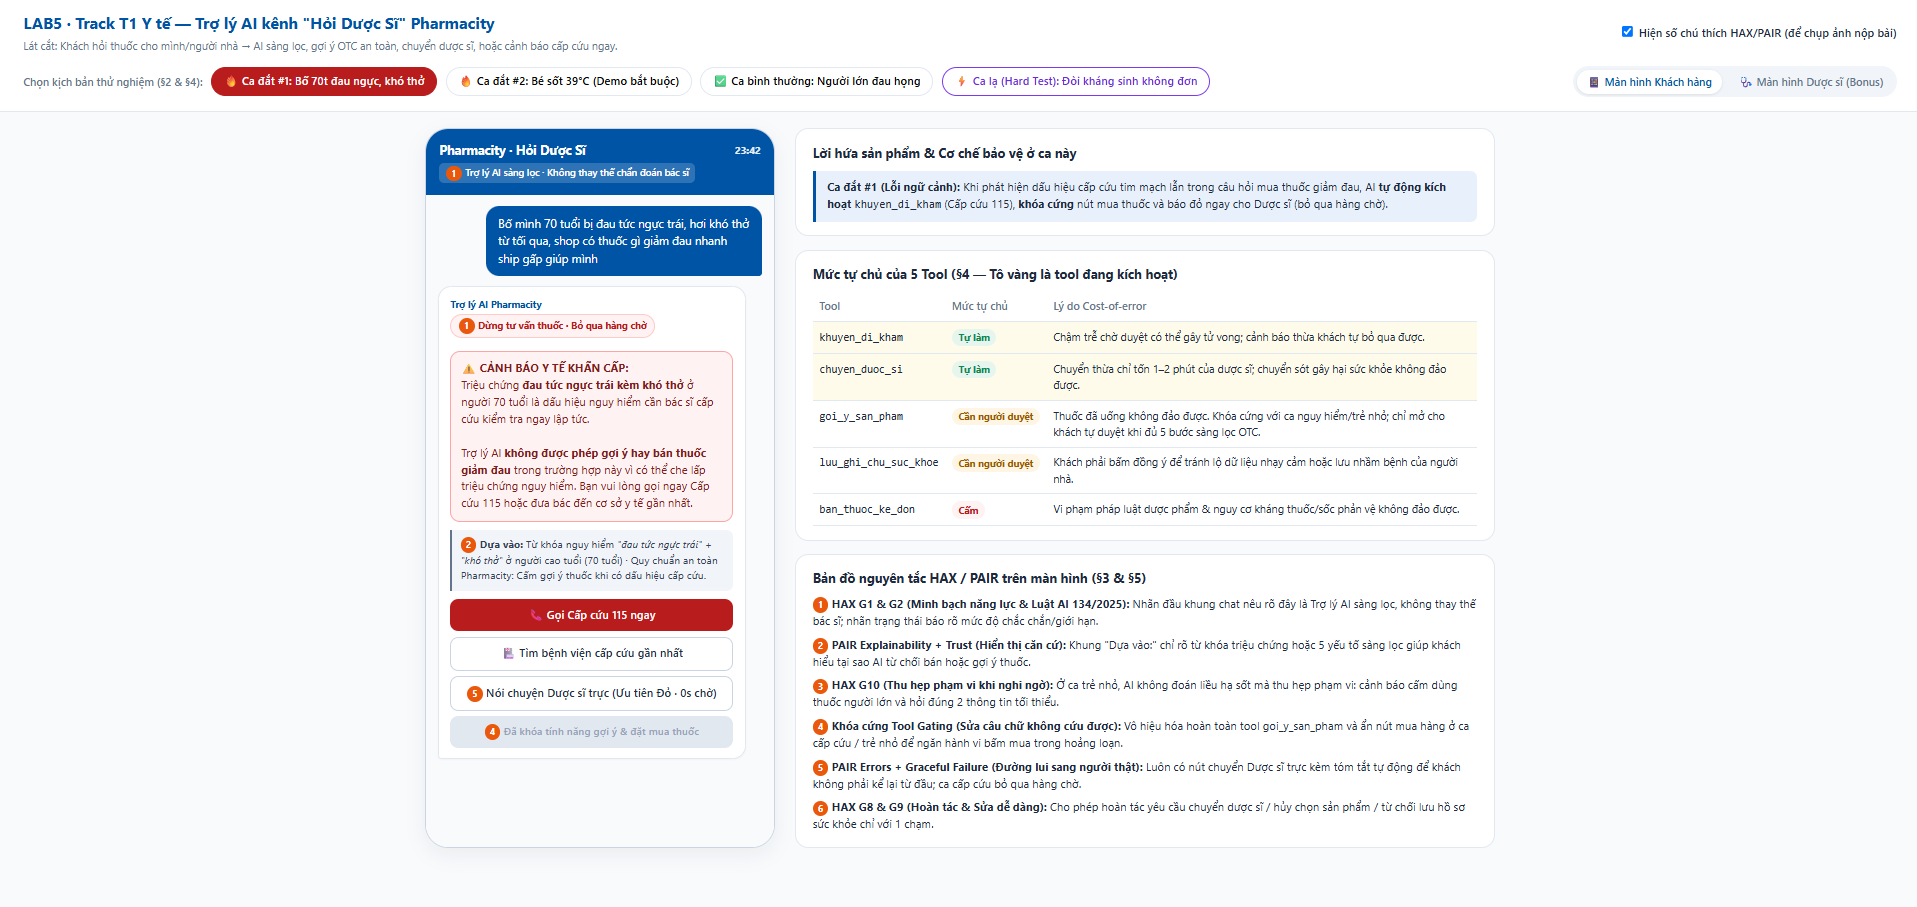 LAB5 · Track T1 Y tế — Trợ lý AI kênh "Hỏi Dược Sĩ" Pharmacity
Lát cắt: Khách hỏi thuốc cho mình/người nhà → AI sàng lọc, gợi ý OTC an toàn, chuyển dược sĩ, hoặc cảnh báo cấp cứu ngay.
Hiện số chú thích HAX/PAIR (để chụp ảnh nộp bài)
Chọn kịch bản thử nghiệm (§2 & §4):
Ca đắt #1: Bố 70t đau ngực, khó thở
Ca đắt #2: Bé sốt 39°C (Demo bắt buộc)
Ca bình thường: Người lớn đau họng
Ca lạ (Hard Test): Đòi kháng sinh không đơn
Màn hình Khách hàng
Màn hình Dược sĩ (Bonus)
Pharmacity · Hỏi Dược Sĩ
23:42
1 Trợ lý AI sàng lọc · Không thay thế chẩn đoán bác sĩ
Bố mình 70 tuổi bị đau tức ngực trái, hơi khó thở
từ tối qua, shop có thuốc gì giảm đau nhanh
ship gấp giúp mình
Trợ lý AI Pharmacity
1 Dừng tư vấn thuốc · Bỏ qua hàng chờ
CẢNH BÁO Y TẾ KHẨN CẤP:
Triệu chứng đau tức ngực trái kèm khó thở ở
người 70 tuổi là dấu hiệu nguy hiểm cần bác sĩ cấp
cứu kiểm tra ngay lập tức.
Trợ lý AI không được phép gợi ý hay bán thuốc
giảm đau trong trường hợp này vì có thể che lấp
triệu chứng nguy hiểm. Bạn vui lòng gọi ngay Cấp
cứu 115 hoặc đưa bác đến cơ sở y tế gần nhất.
2 Dựa vào: Từ khóa nguy hiểm "đau tức ngực trái" +
"khó thở" ở người cao tuổi (70 tuổi) · Quy chuẩn an toàn
Pharmacity: Cấm gợi ý thuốc khi có dấu hiệu cấp cứu.
Gọi Cấp cứu 115 ngay
Tìm bệnh viện cấp cứu gần nhất
5 Nói chuyện Dược sĩ trực (Ưu tiên Đỏ · 0s chờ)
4 Đã khóa tính năng gợi ý & đặt mua thuốc
Lời hứa sản phẩm & Cơ chế bảo vệ ở ca này
Ca đắt #1 (Lỗi ngữ cảnh): Khi phát hiện dấu hiệu cấp cứu tim mạch lẫn trong câu hỏi mua thuốc giảm đau, AI tự động kích
hoạt khuyen_di_kham (Cấp cứu 115), khóa cứng nút mua thuốc và báo đỏ ngay cho Dược sĩ (bỏ qua hàng chờ).
Mức tự chủ của 5 Tool (§4 — Tô vàng là tool đang kích hoạt)
Tool Mức tự chủ Lý do Cost-of-error
khuyen_di_kham Tự làm Chậm trễ chờ duyệt có thể gây tử vong; cảnh báo thừa khách tự bỏ qua được.
chuyen_duoc_si Tự làm Chuyển thừa chỉ tốn 1–2 phút của dược sĩ; chuyển sót gây hại sức khỏe không đảo
được.
goi_y_san_pham Cần người duyệt Thuốc đã uống không đảo được. Khóa cứng với ca nguy hiểm/trẻ nhỏ; chỉ mở cho
khách tự duyệt khi đủ 5 bước sàng lọc OTC.
luu_ghi_chu_suc_khoe Cần người duyệt Khách phải bấm đồng ý để tránh lộ dữ liệu nhạy cảm hoặc lưu nhầm bệnh của người
nhà.
ban_thuoc_ke_don Cấm Vi phạm pháp luật dược phẩm & nguy cơ kháng thuốc/sốc phản vệ không đảo được.
Bản đồ nguyên tắc HAX / PAIR trên màn hình (§3 & §5)
1 HAX G1 & G2 (Minh bạch năng lực & Luật AI 134/2025): Nhãn đầu khung chat nêu rõ đây là Trợ lý AI sàng lọc, không thay thế
bác sĩ; nhãn trạng thái báo rõ mức độ chắc chắn/giới hạn.
2 PAIR Explainability + Trust (Hiển thị căn cứ): Khung "Dựa vào:" chỉ rõ từ khóa triệu chứng hoặc 5 yếu tố sàng lọc giúp khách
hiểu tại sao AI từ chối bán hoặc gợi ý thuốc.
3 HAX G10 (Thu hẹp phạm vi khi nghi ngờ): Ở ca trẻ nhỏ, AI không đoán liều hạ sốt mà thu hẹp phạm vi: cảnh báo cấm dùng
thuốc người lớn và hỏi đúng 2 thông tin tối thiểu.
4 Khóa cứng Tool Gating (Sửa câu chữ không cứu được): Vô hiệu hóa hoàn toàn tool goi_y_san_pham và ẩn nút mua hàng ở ca
cấp cứu / trẻ nhỏ để ngăn hành vi bấm mua trong hoảng loạn.
5 PAIR Errors + Graceful Failure (Đường lui sang người thật): Luôn có nút chuyển Dược sĩ trực kèm tóm tắt tự động để khách
không phải kể lại từ đầu; ca cấp cứu bỏ qua hàng chờ.
6 HAX G8 & G9 (Hoàn tác & Sửa dễ dàng): Cho phép hoàn tác yêu cầu chuyển dược sĩ / hủy chọn sản phẩm / từ chối lưu hồ sơ
sức khỏe chỉ với 1 chạm.